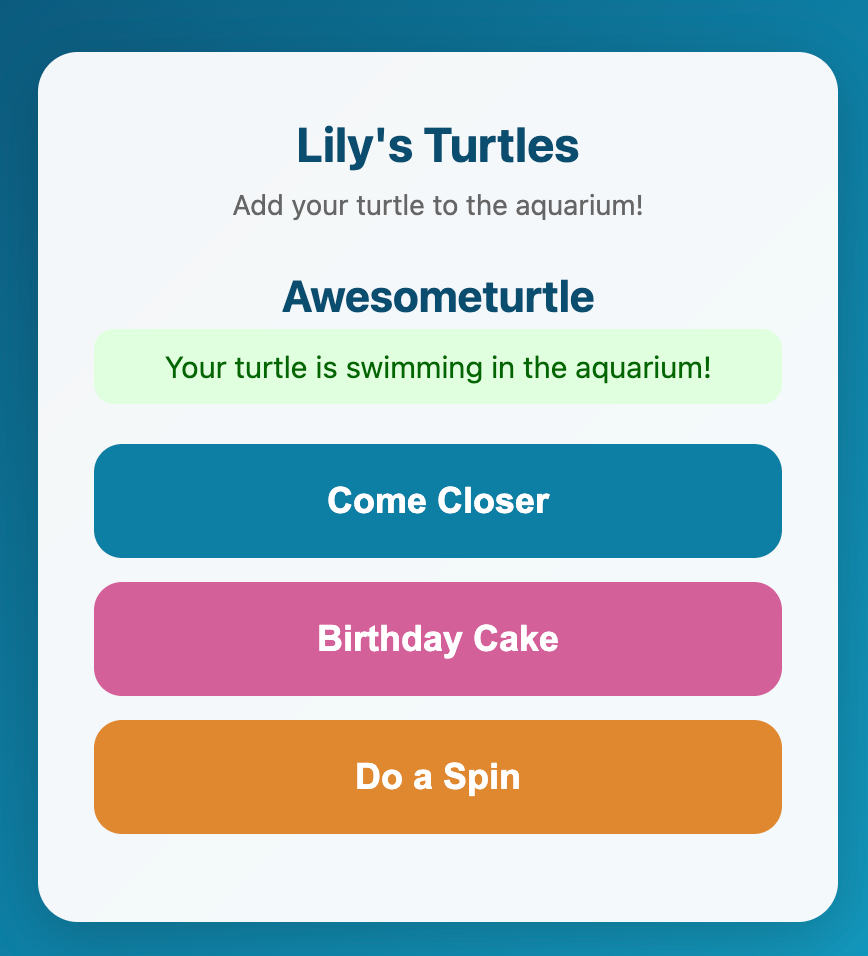 Lily's Turtles
Add your turtle to the aquarium!
Awesometurtle
Your turtle is swimming in the aquarium!
Come Closer
Birthday Cake
Do a Spin